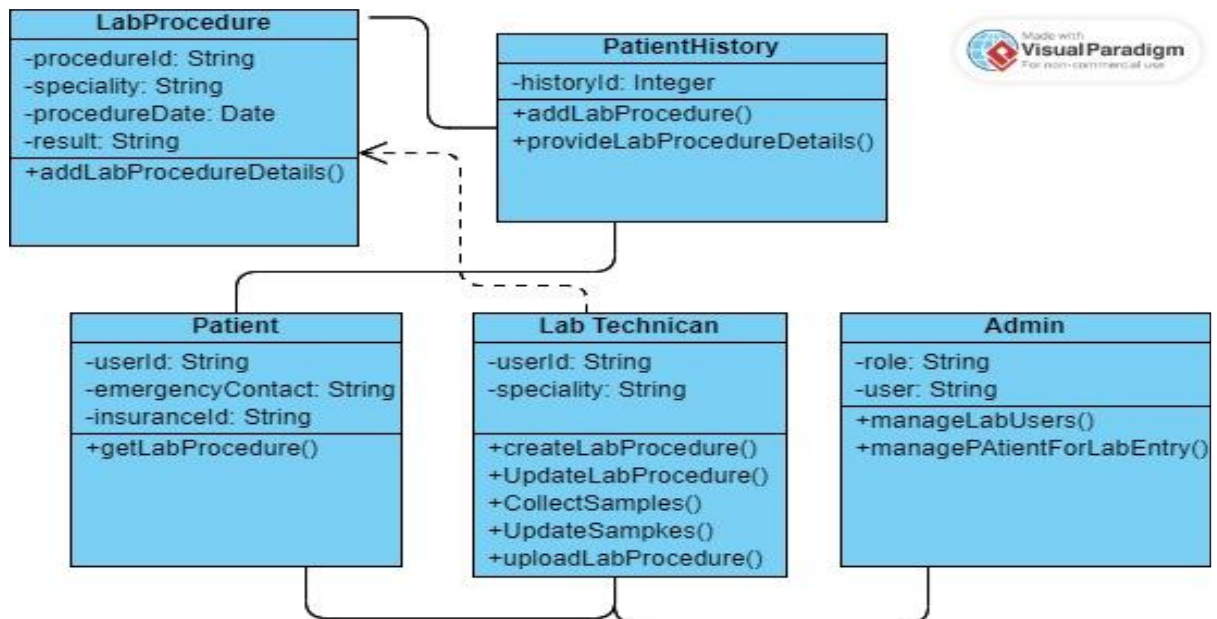 LabProcedure
-procedureId: String
-speciality: String
-procedureDate: Date
-result: String
+addLabProcedureDetails()
PatientHistory
-historyId: Integer
+addLabProcedure()
+provideLabProcedureDetails()
Made with
Visual Paradigm
For non-commercial use
Patient
-userId: String
-emergencyContact: String
-insuranceId: String
+getLabProcedure()
Lab Technican
-userId: String
-speciality: String
+createLabProcedure()
+UpdateLabProcedure()
+CollectSamples()
+UpdateSampkes()
+uploadLabProcedure()
Admin
-role: String
-user: String
+manageLabUsers()
+managePAtientForLabEntry()